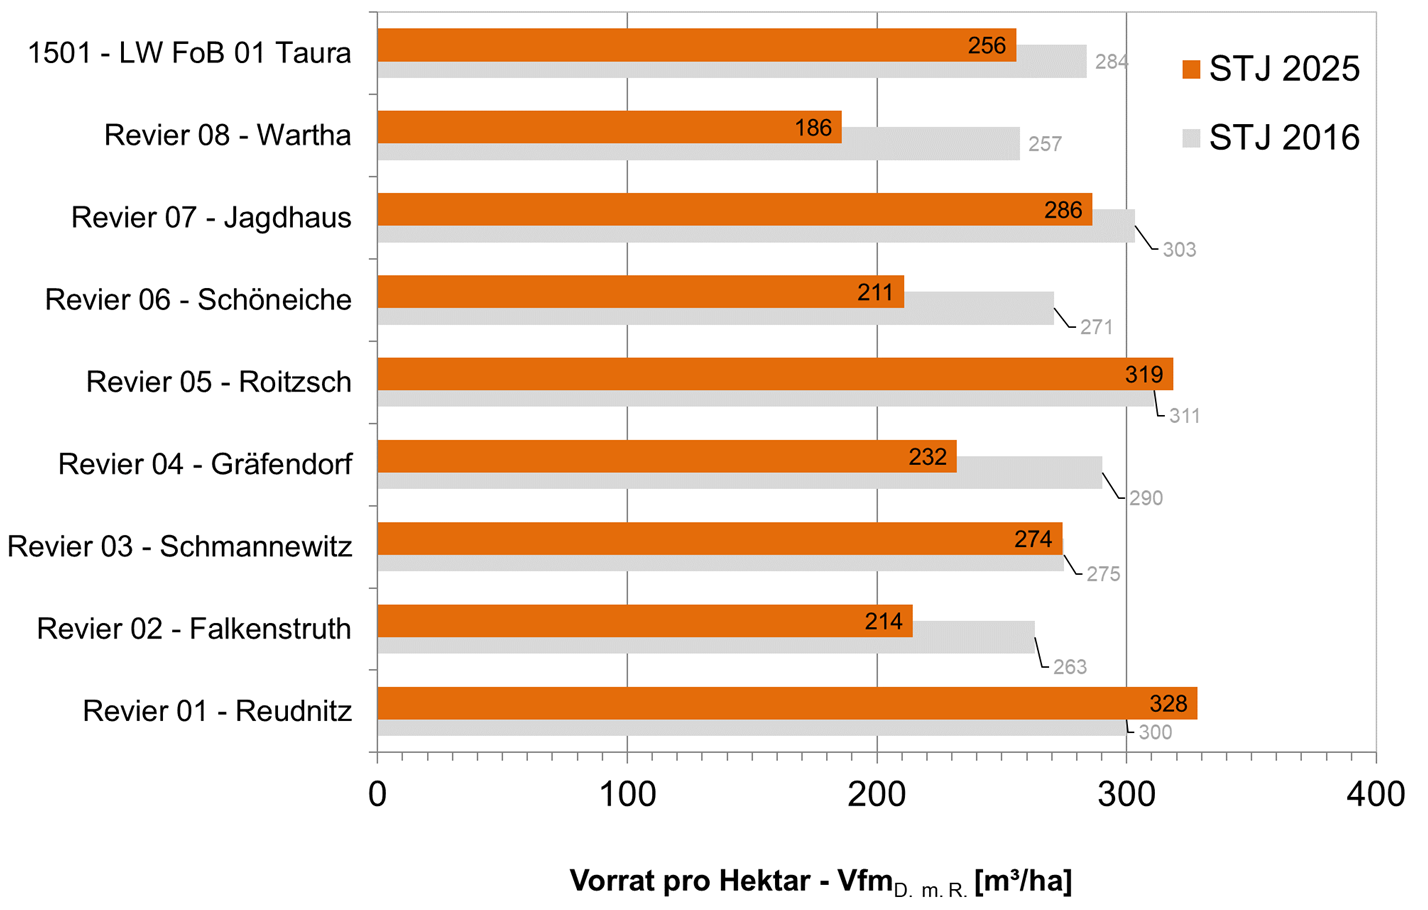 1501 - LW FoB 01 Taura 256 284
STJ 2025
Revier 08 - Wartha 186 257
STJ 2016
Revier 07 - Jagdhaus 286 303
Revier 06 - Schöneiche 211 271
Revier 05 - Roitzsch 319 311
Revier 04 - Gräfendorf 232 290
Revier 03 - Schmannewitz 274 275
Revier 02 - Falkenstruth 214 263
Revier 01 - Reudnitz 328 300
0 100 200 300 400
Vorrat pro Hektar - Vfm D. m. R. [m³/ha]